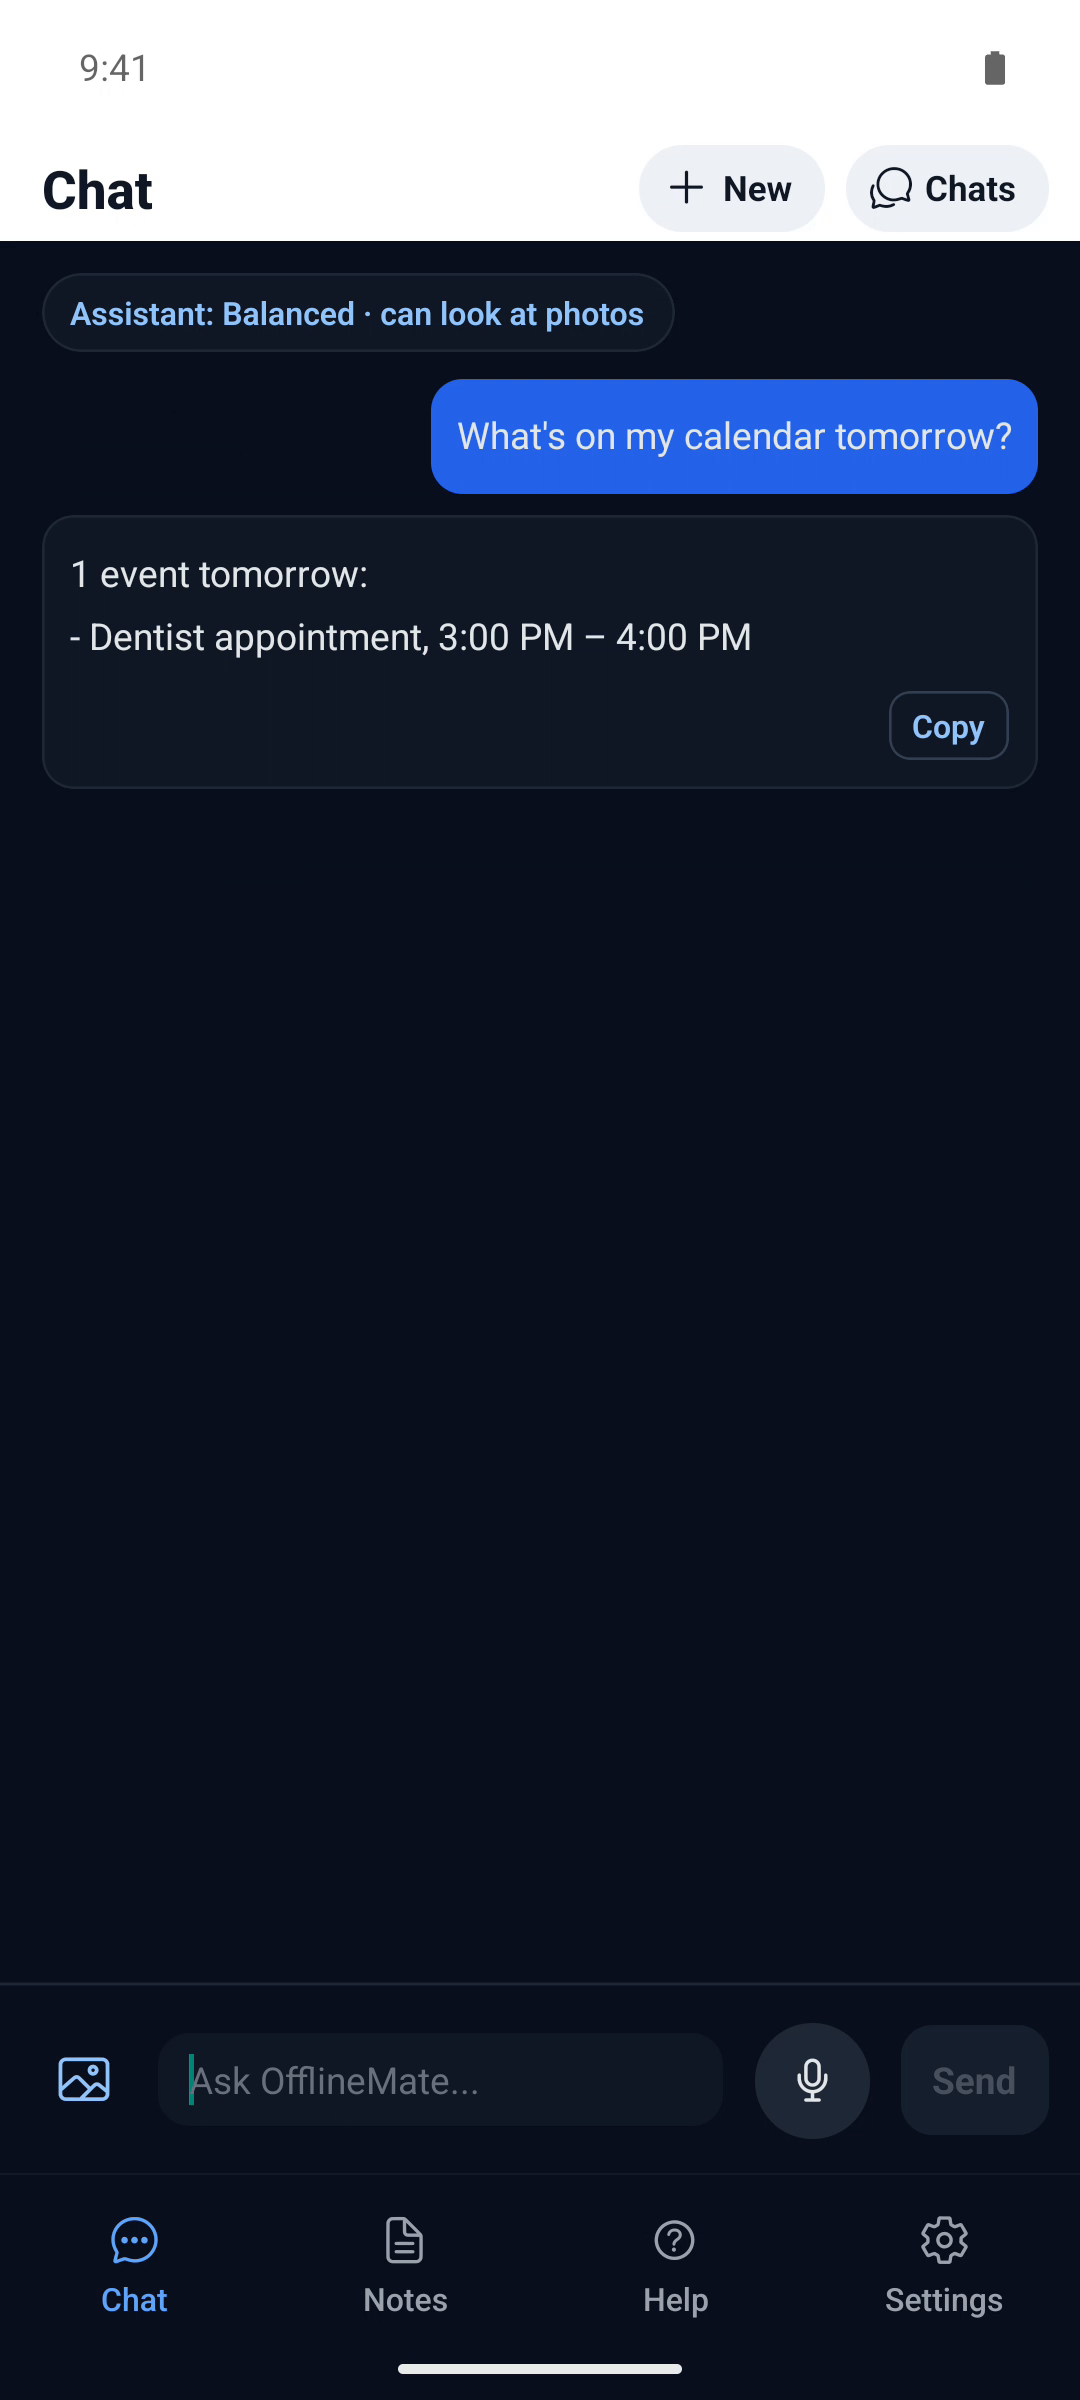 9:41
Chat
New
Chats
Assistant: Balanced · can look at photos
What's on my calendar tomorrow?
1 event tomorrow:
- Dentist appointment, 3:00 PM – 4:00 PM
Copy
Ask OfflineMate...
Send
Chat
Notes
Help
Settings